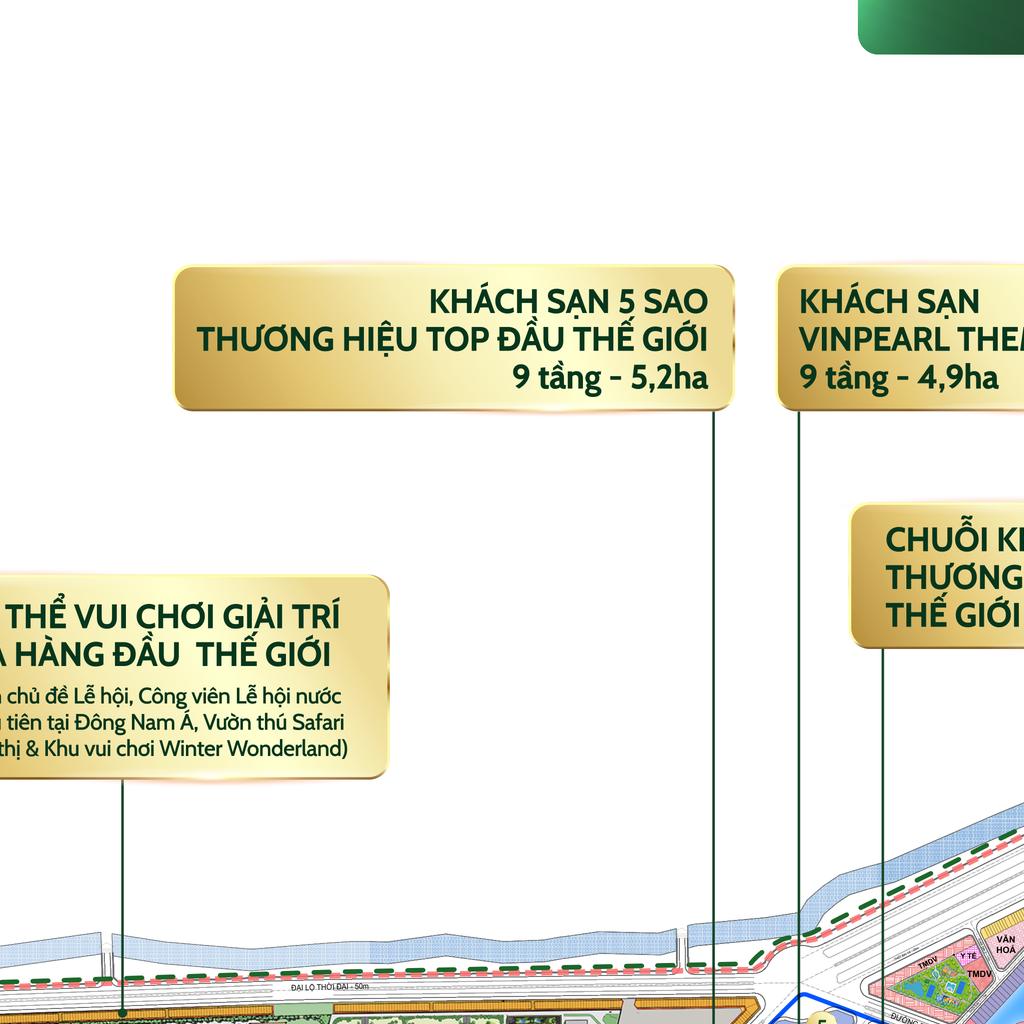 KHÁCH SẠN 5 SAO
THƯƠNG HIỆU TOP ĐẦU THẾ GIỚI
9 tầng - 5,2ha
KHÁCH SẠN
VINPEARL THEM
9 tầng - 4,9ha
CHUỖI KH
THƯƠNG
THẾ GIỚI
THỂ VUI CHƠI GIẢI TRÍ
HÀNG ĐẦU THẾ GIỚI
chủ đề Lễ hội, Công viên Lễ hội nước
tiên tại Đông Nam Á, Vườn thú Safari
thị & Khu vui chơi Winter Wonderland)
ĐẠI LỘ THỜI ĐẠI - 50m
VĂN
HOÁ
Y TẾ
TMDV
TMDV